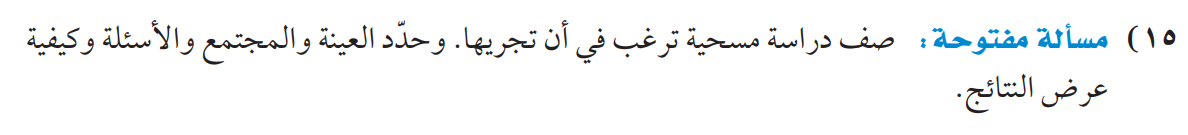 ١٥) مسألة مفتوحة: صف دراسة مسحية ترغب في أن تجريها. وحدّد العينة والمجتمع والأسئلة وكيفية
عرض النتائج.